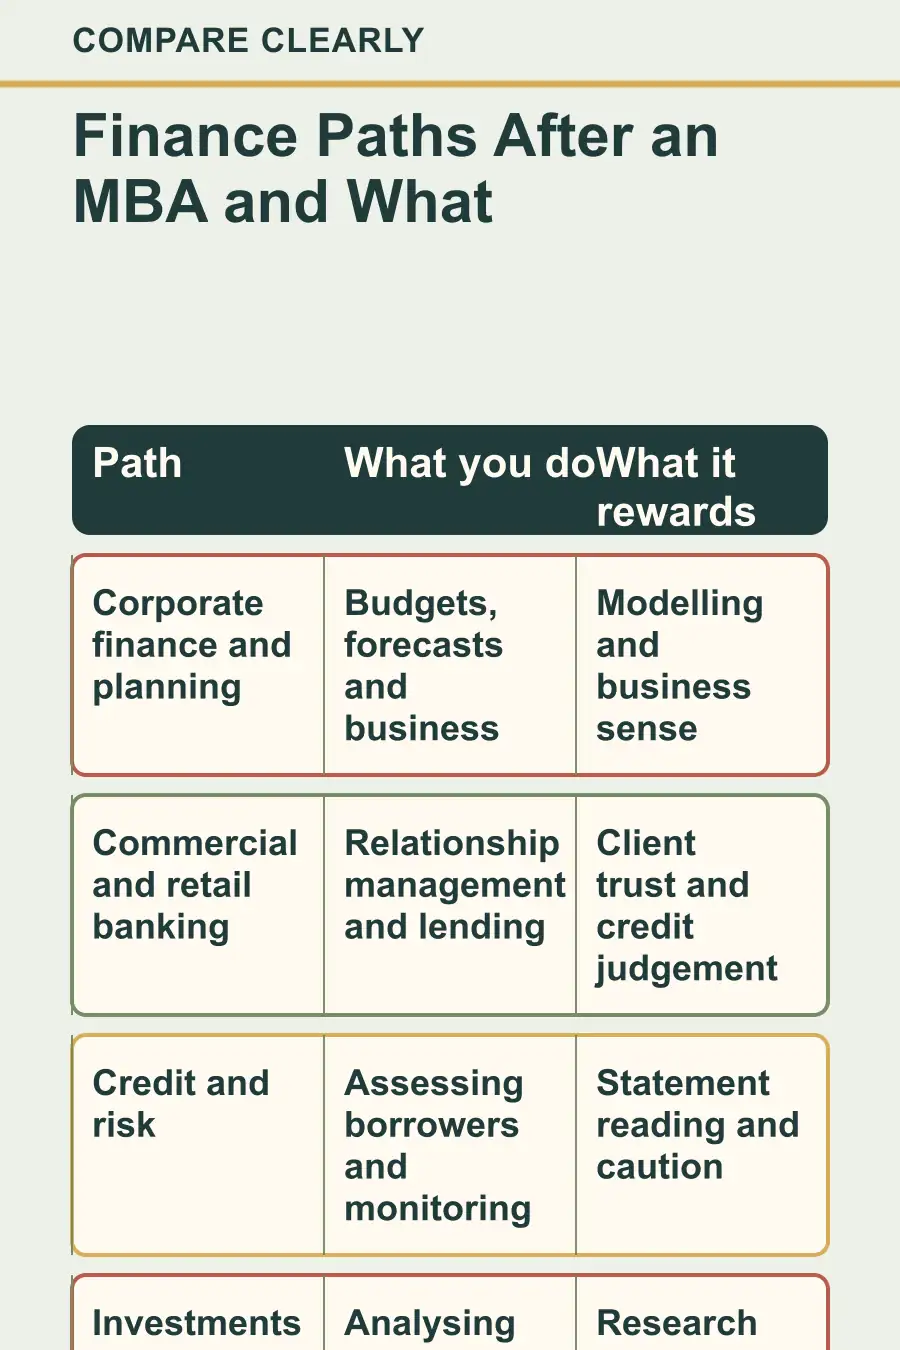 COMPARE CLEARLY
Finance Paths After an
MBA and What
Path
What you do
What it
rewards
Corporate
finance and
planning
Budgets,
forecasts
and
business
Modelling
and
business
sense
Commercial
and retail
banking
Relationship
management
and lending
Client
trust and
credit
judgement
Credit and
risk
Assessing
borrowers
and
monitoring
Statement
reading and
caution
Investments
Analysing
Research